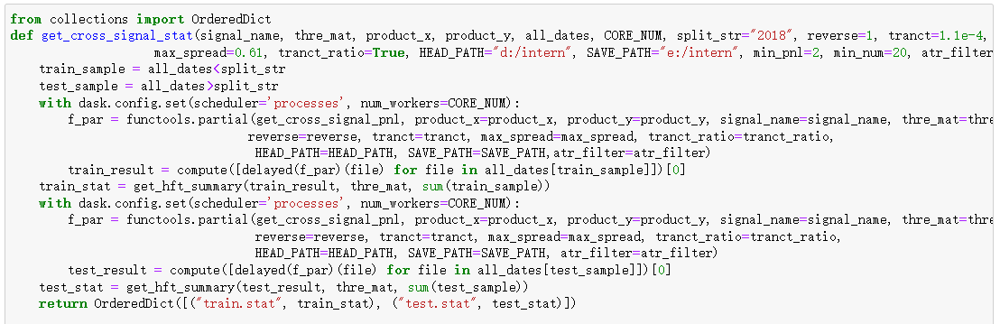 from collections import OrderedDict
def get_cross_signal_stat(signal_name, thre_mat, product_x, product_y, all_dates, CORE_NUM, split_str="2018", reverse=1, tranct=1.1e-4,
                     max_spread=0.61, tranct_ratio=True, HEAD_PATH="d:/intern", SAVE_PATH="e:/intern", min_pnl=2, min_num=20, atr_filter
    train_sample = all_dates<split_str
    test_sample = all_dates>split_str
    with dask.config.set(scheduler='processes', num_workers=CORE_NUM):
        f_par = functools.partial(get_cross_signal_pnl, product_x=product_x, product_y=product_y, signal_name=signal_name, thre_mat=thre
                                  reverse=reverse, tranct=tranct, max_spread=max_spread, tranct_ratio=tranct_ratio,
                                   HEAD_PATH=HEAD_PATH, SAVE_PATH=SAVE_PATH,atr_filter=atr_filter)
        train_result = compute([delayed(f_par)(file) for file in all_dates[train_sample]])[0]
    train_stat = get_hft_summary(train_result, thre_mat, sum(train_sample))
    with dask.config.set(scheduler='processes', num_workers=CORE_NUM):
        f_par = functools.partial(get_cross_signal_pnl, product_x=product_x, product_y=product_y, signal_name=signal_name, thre_mat=thre
                                   reverse=reverse, tranct=tranct, max_spread=max_spread, tranct_ratio=tranct_ratio,
                                   HEAD_PATH=HEAD_PATH, SAVE_PATH=SAVE_PATH, atr_filter=atr_filter)
        test_result = compute([delayed(f_par)(file) for file in all_dates[test_sample]])[0]
    test_stat = get_hft_summary(test_result, thre_mat, sum(test_sample))
    return OrderedDict([("train.stat", train_stat), ("test.stat", test_stat)])